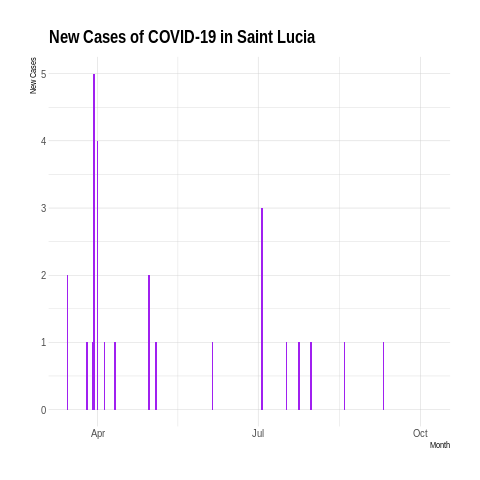 New Cases of COVID-19 in Saint Lucia
New Cases
5
4
3
2
1
0
Apr
Jul
Oct
Month